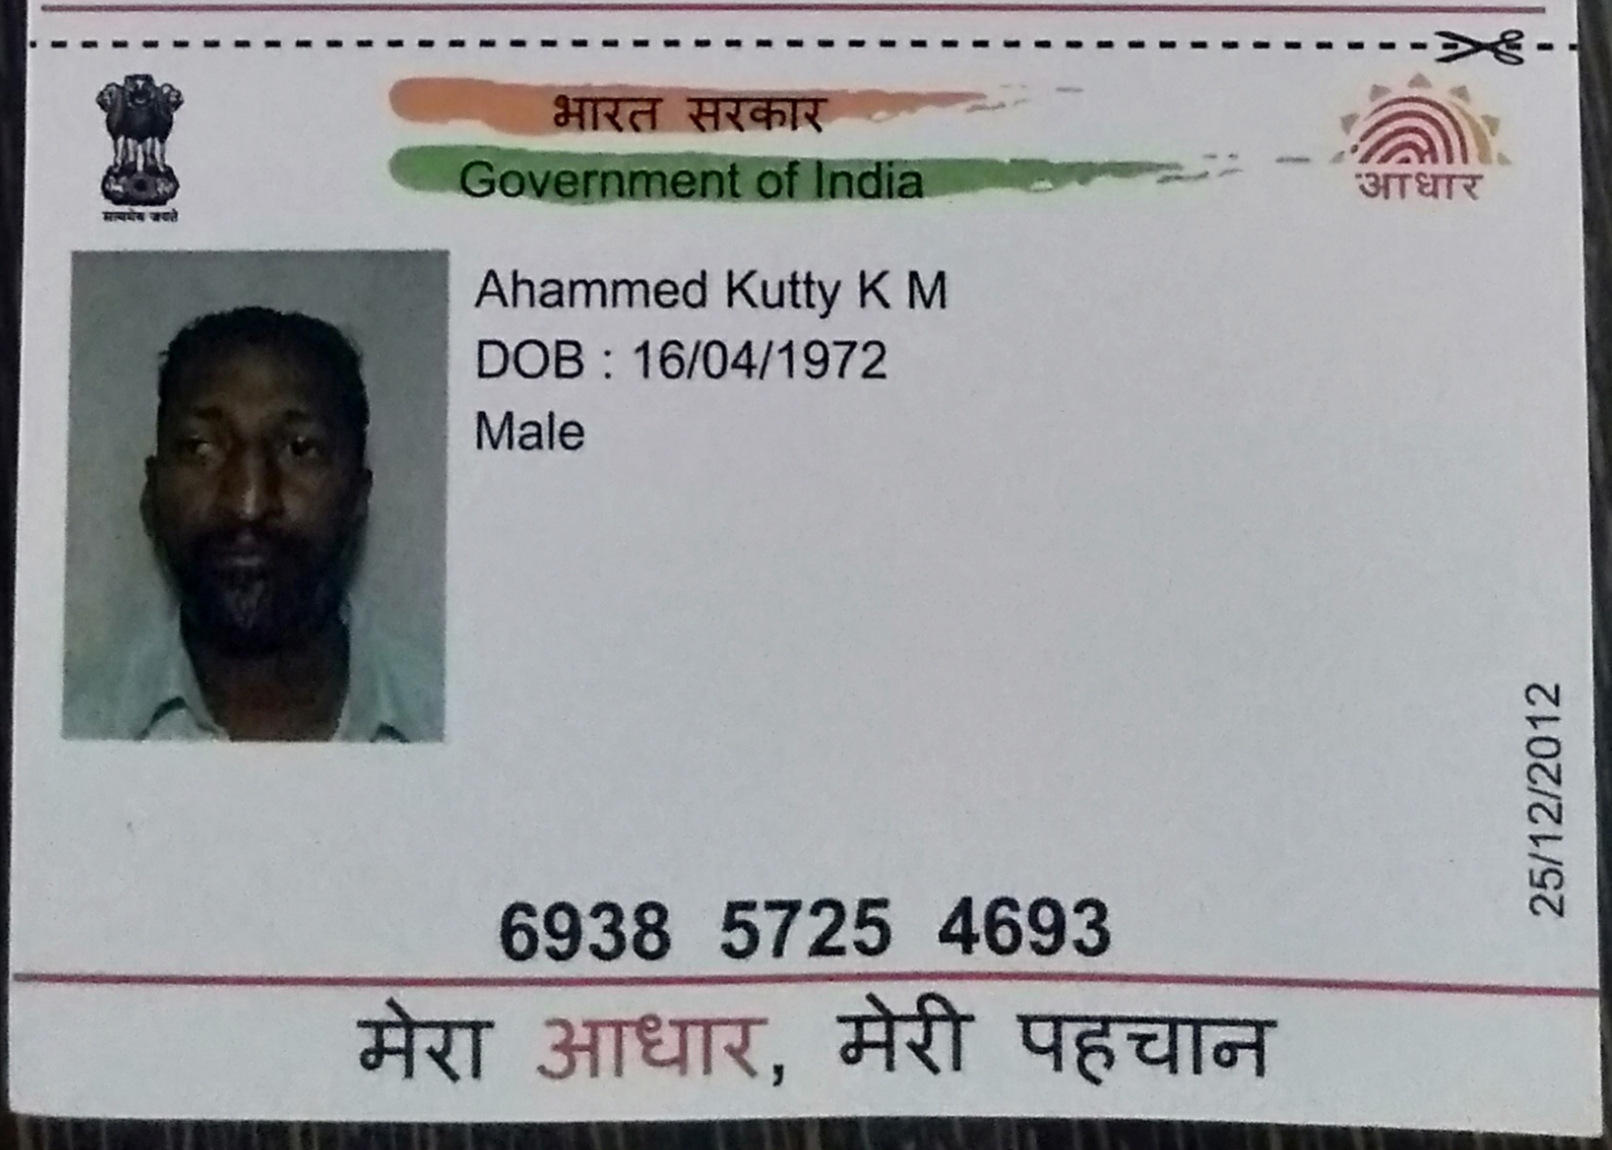 भारत सरकार
Government of India
सत्यमेव जयते
आधार
Ahammed Kutty K M
DOB : 16/04/1972
Male
25/12/2012
6938 5725 4693
मेरा आधार, मेरी पहचान